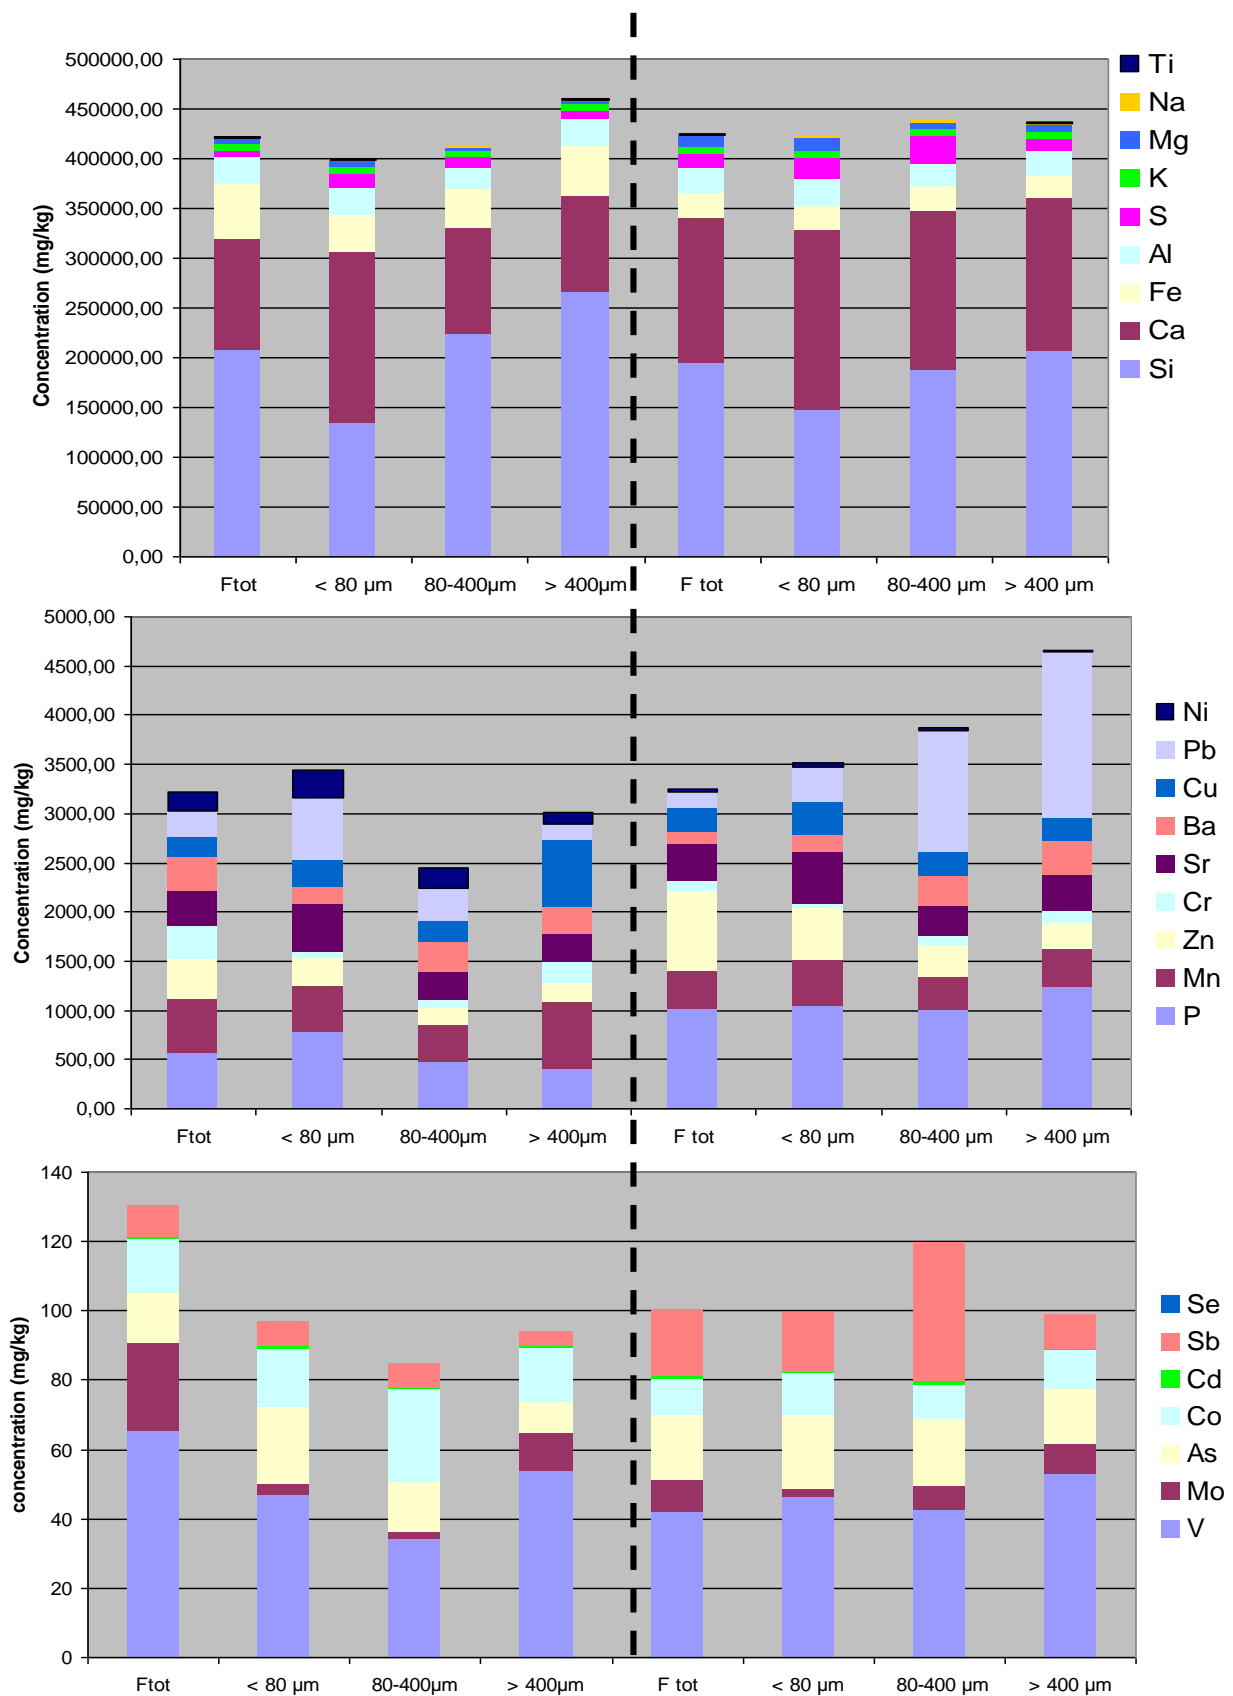 500000,00
450000,00
400000,00
350000,00
300000,00
250000,00
200000,00
150000,00
100000,00
50000,00
0,00
Concentration (mg/kg)
Ftot < 80 µm 80-400µm > 400µm F tot < 80 µm 80-400 µm > 400 µm
Ti
Na
Mg
K
S
Al
Fe
Ca
Si
5000,00
4500,00
4000,00
3500,00
3000,00
2500,00
2000,00
1500,00
1000,00
500,00
0,00
Concentration (mg/kg)
Ftot < 80 µm 80-400µm > 400µm F tot < 80 µm 80-400 µm > 400 µm
Ni
Pb
Cu
Ba
Sr
Cr
Zn
Mn
P
140
120
100
80
60
40
20
0
concentration (mg/kg)
Ftot < 80 µm 80-400µm > 400µm F tot < 80 µm 80-400 µm > 400 µm
Se
Sb
Cd
Co
As
Mo
V